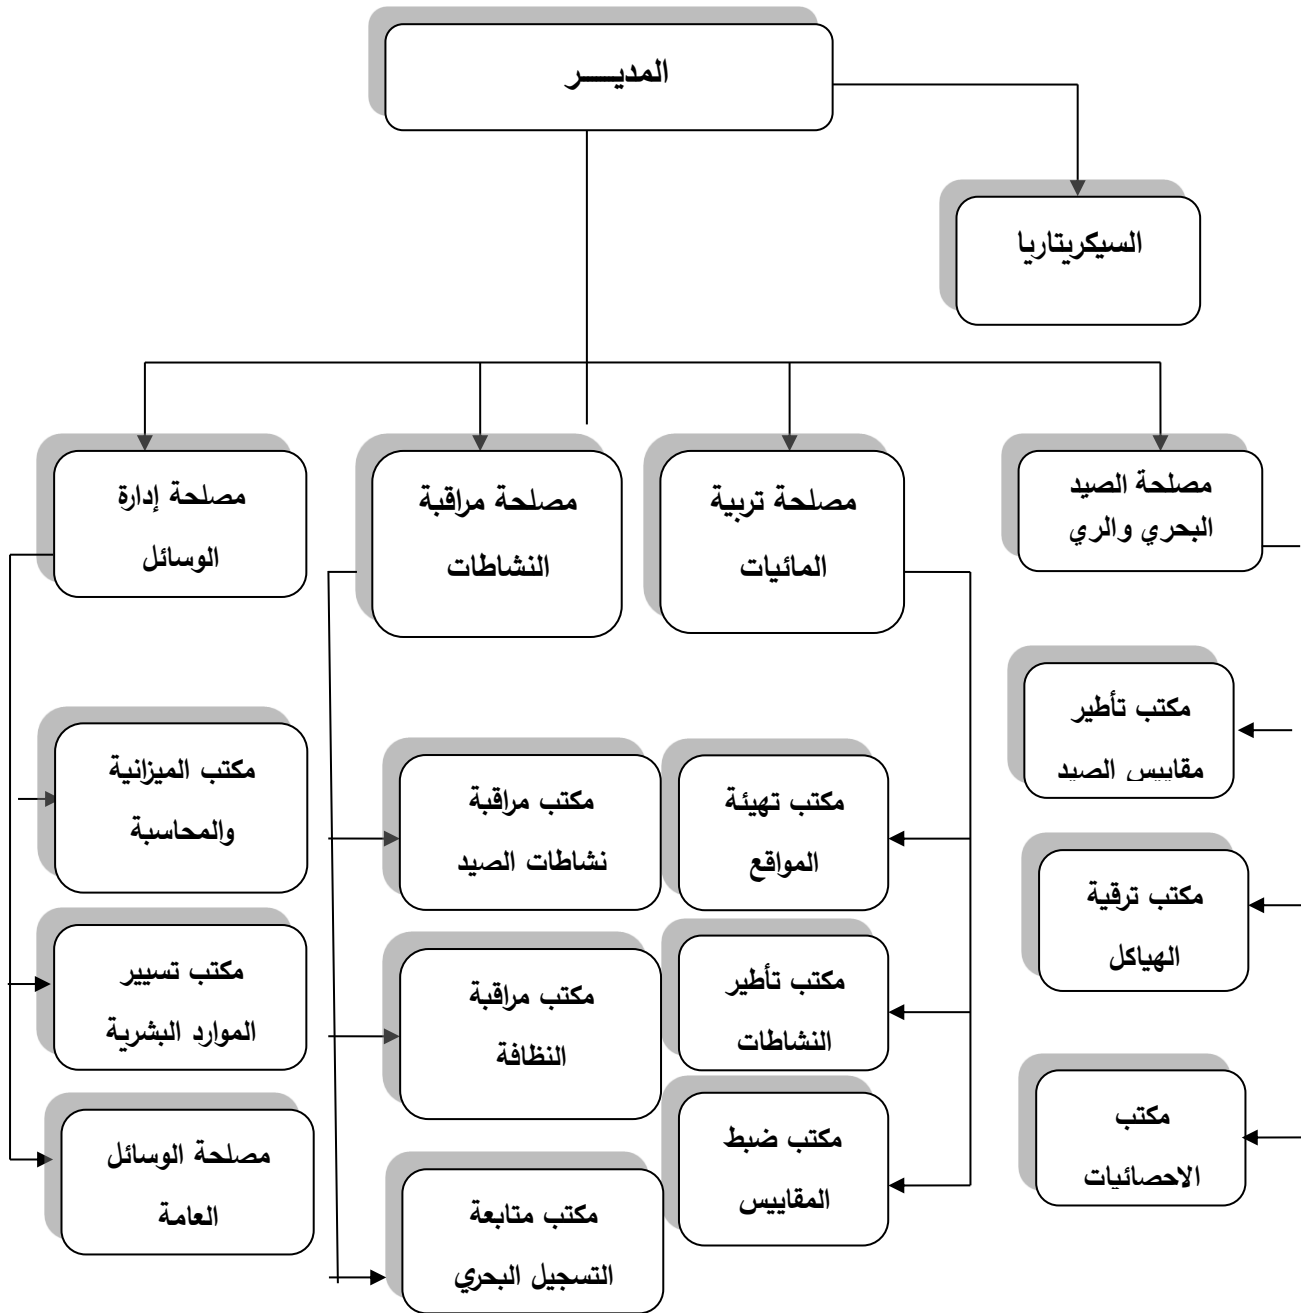 المديـــــر
السيكريتاريا
مصلحة الصيد
البحري والري
مصلحة تربية
المائيات
مصلحة مراقبة
النشاطات
مصلحة إدارة
الوسائل
مكتب تأطير
مقاييس الصيد
مكتب ترقية
الهياكل
مكتب
الاحصائيات
مكتب تهيئة
المواقع
مكتب تأطير
النشاطات
مكتب ضبط
المقاييس
مكتب مراقبة
نشاطات الصيد
مكتب مراقبة
النظافة
مكتب متابعة
التسجيل البحري
مكتب الميزانية
والمحاسبة
مكتب تسيير
الموارد البشرية
مصلحة الوسائل
العامة